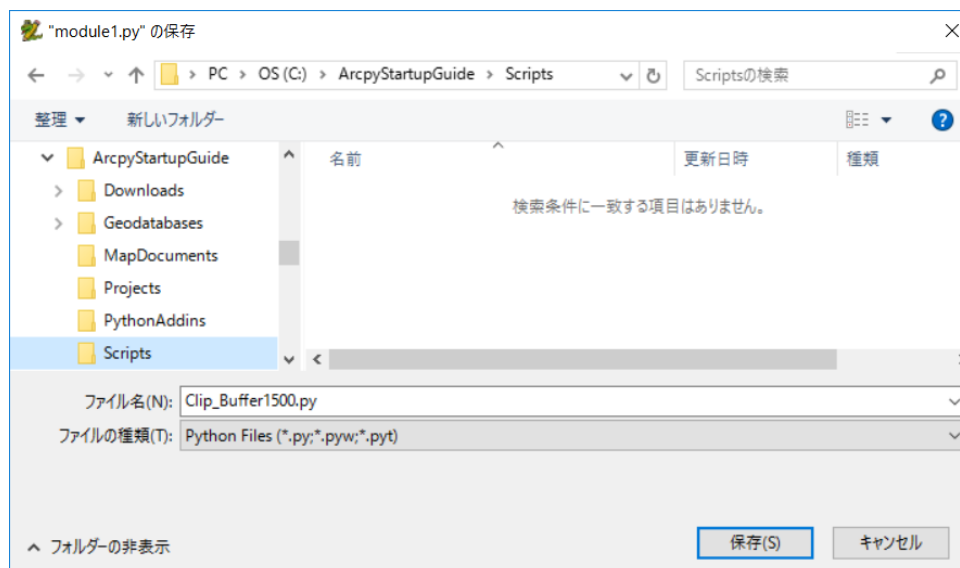 "module1.py" の保存
PC > OS (C:) > ArcpyStartupGuide > Scripts
Scriptsの検索
整理
新しいフォルダー
ArcpyStartupGuide
Downloads
Geodatabases
MapDocuments
Projects
PythonAddins
Scripts
名前
更新日時
種類
検索条件に一致する項目はありません。
ファイル名(N): Clip_Buffer1500.py
ファイルの種類(T): Python Files (*.py;*.pyw;*.pyt)
フォルダーの非表示
保存(S)
キャンセル